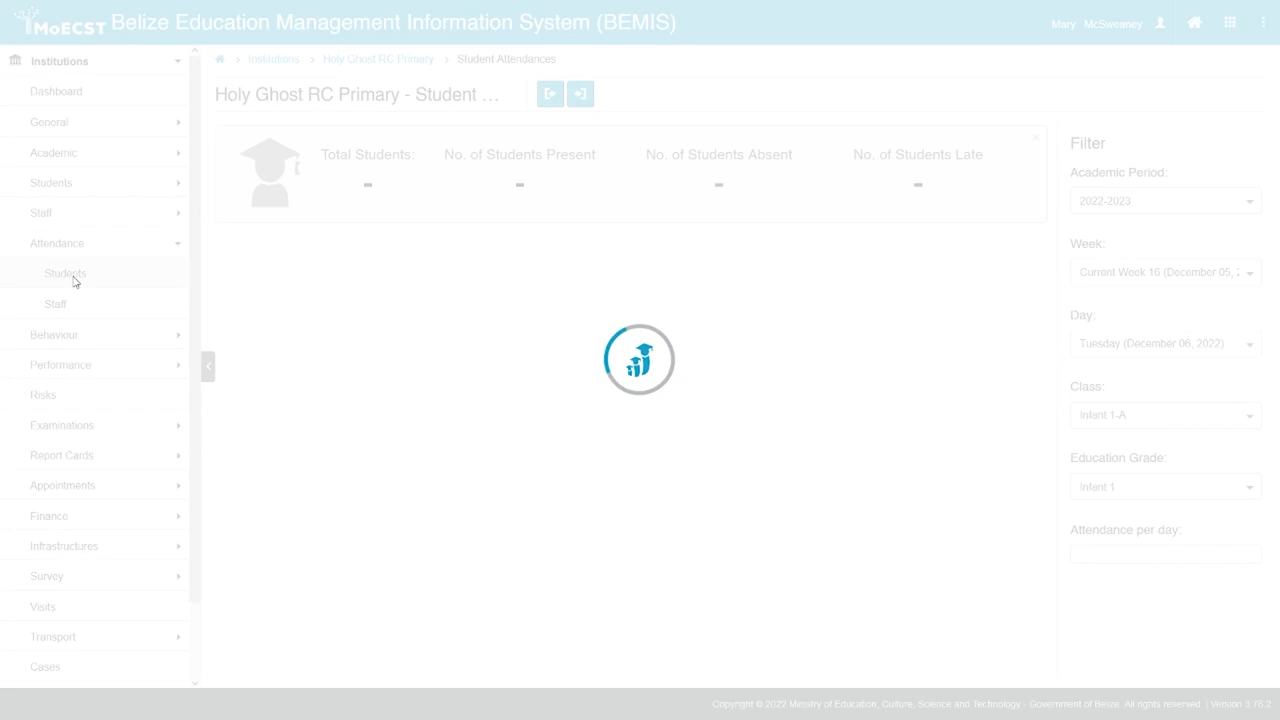 MoECST Belize Education Management Information System (BEMIS)
Mary McSweaney
Institutions
Dashboard
General
Academic
Students
Staff
Attendance
Students
Staff
Behaviour
Performance
Risks
Examinations
Report Cards
Appointments
Finance
Infrastructures
Survey
Visits
Transport
Cases
Institutions > Holy Ghost RC Primary > Student Attendances
Holy Ghost RC Primary - Student ...
Total Students:
-
No. of Students Present
-
No. of Students Absent
-
No. of Students Late
-
Filter
Academic Period:
2022-2023
Week:
Current Week 16 (December 05, 2
Day:
Tuesday (December 06, 2022)
Class:
Infant 1-A
Education Grade:
Infant 1
Attendance per day:
Copyright © 2022 Ministry of Education, Culture, Science and Technology - Government of Belize. All rights reserved. | Version 3.76.2